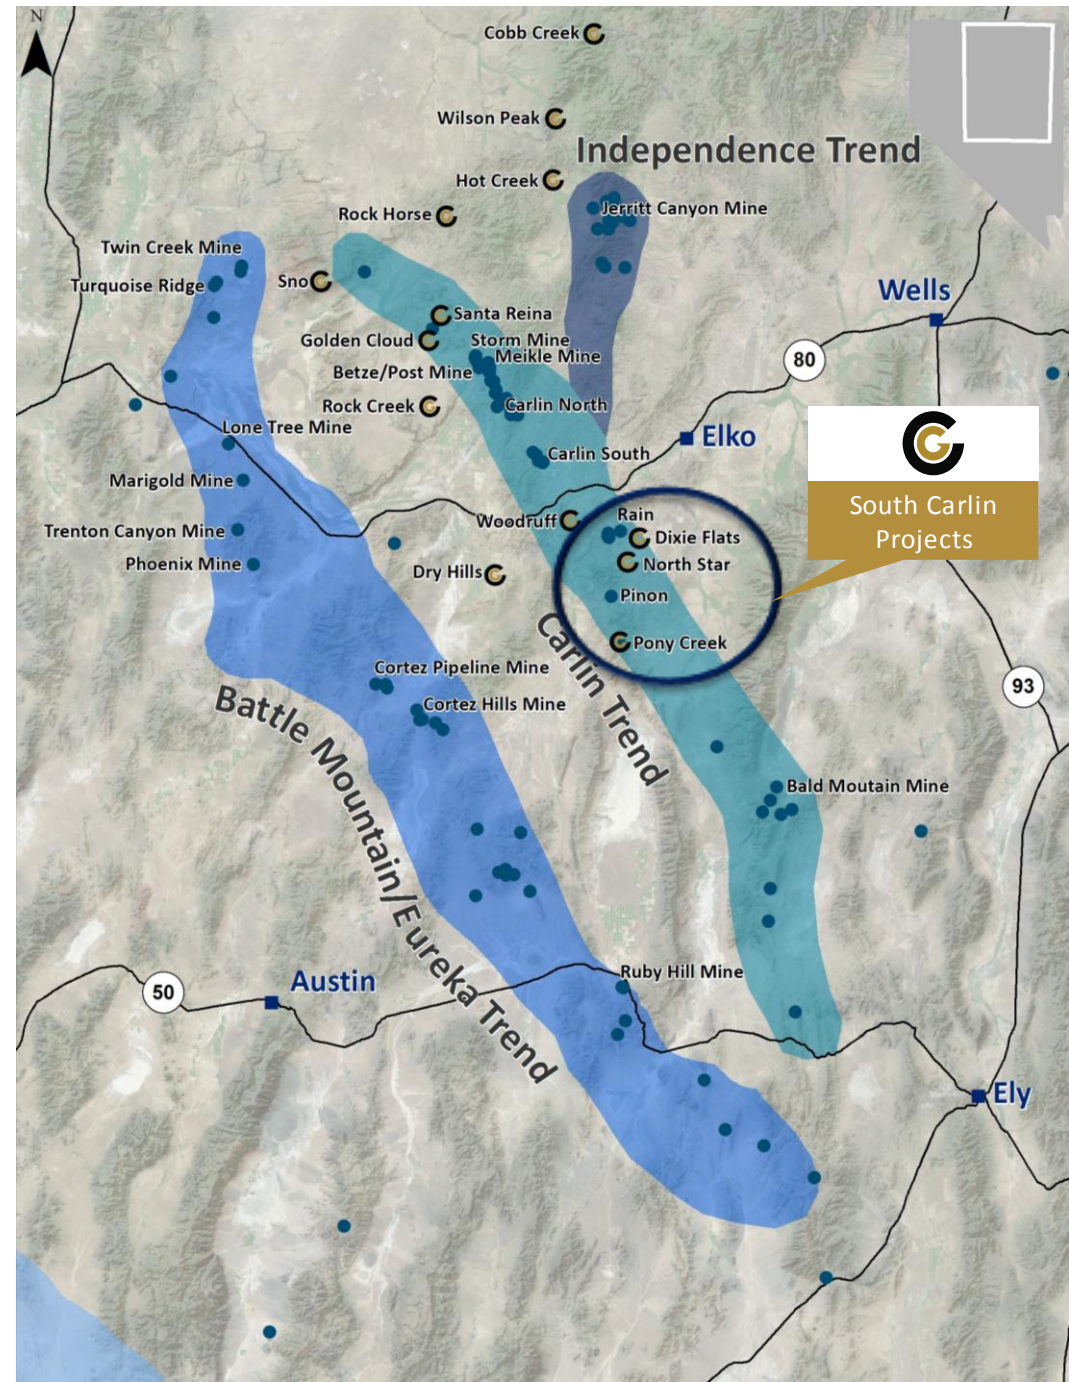 N
Cobb Creek
Wilson Peak
Independence Trend
Hot Creek
Jerritt Canyon Mine
Rock Horse
Twin Creek Mine
Turquoise Ridge
Sno
Wells
Santa Reina
Golden Cloud
Storm Mine
Meikle Mine
80
Betze/Post Mine
Rock Creek
Carlin North
Lone Tree Mine
Elko
Carlin South
Marigold Mine
South Carlin
Projects
Woodruff
Rain
Trenton Canyon Mine
Dixie Flats
Phoenix Mine
North Star
Dry Hills
Pinon
Carlin Trend
Pony Creek
Cortez Pipeline Mine
93
Battle Mountain/Eureka Trend
Cortez Hills Mine
Bald Moutain Mine
Ruby Hill Mine
Austin
50
Ely